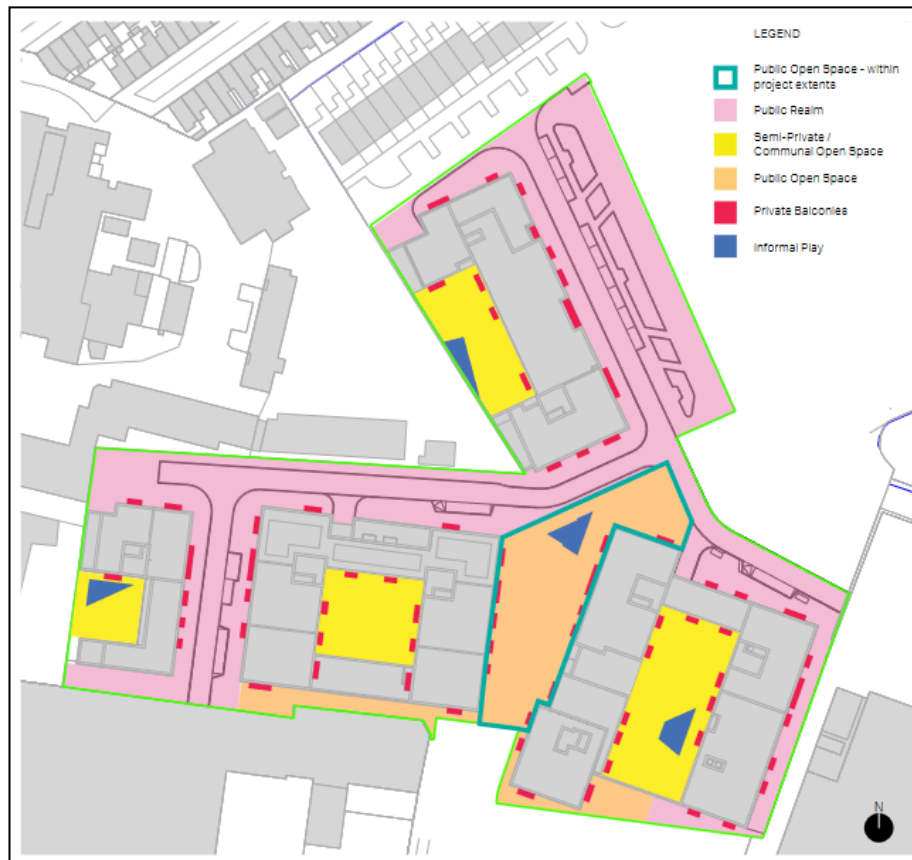 LEGEND
Public Open Space - within
project extents
Public Realm
Semi-Private /
Communal Open Space
Public Open Space
Private Balconies
Informal Play
N